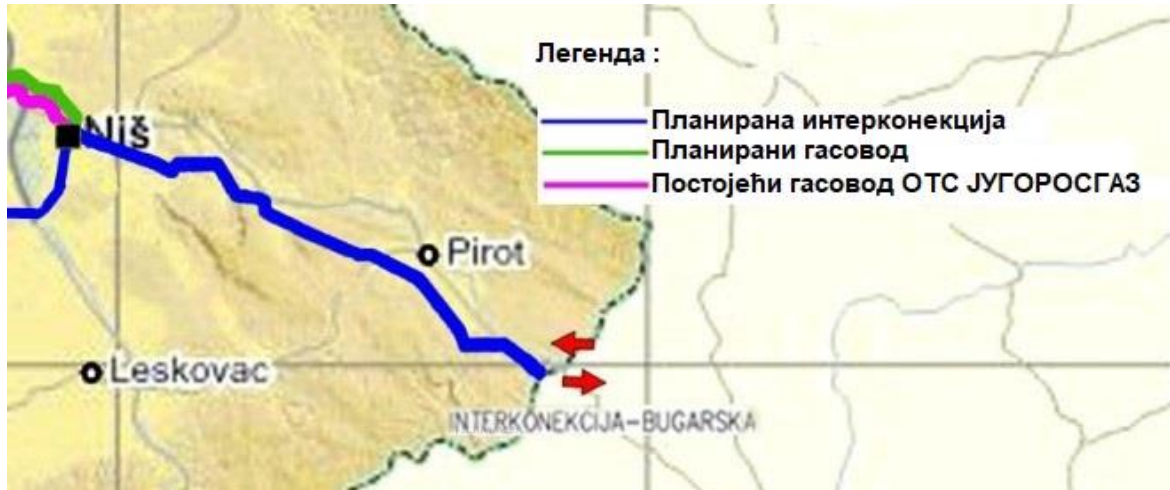 Легенда :
Планирана интерконекција
Планирани гасовод
Постојећи гасовод ОТС ЈУГОРОСГАЗ
Niš
Pirot
Leskovac
INTERKONEKCIJA-BUGARSKA